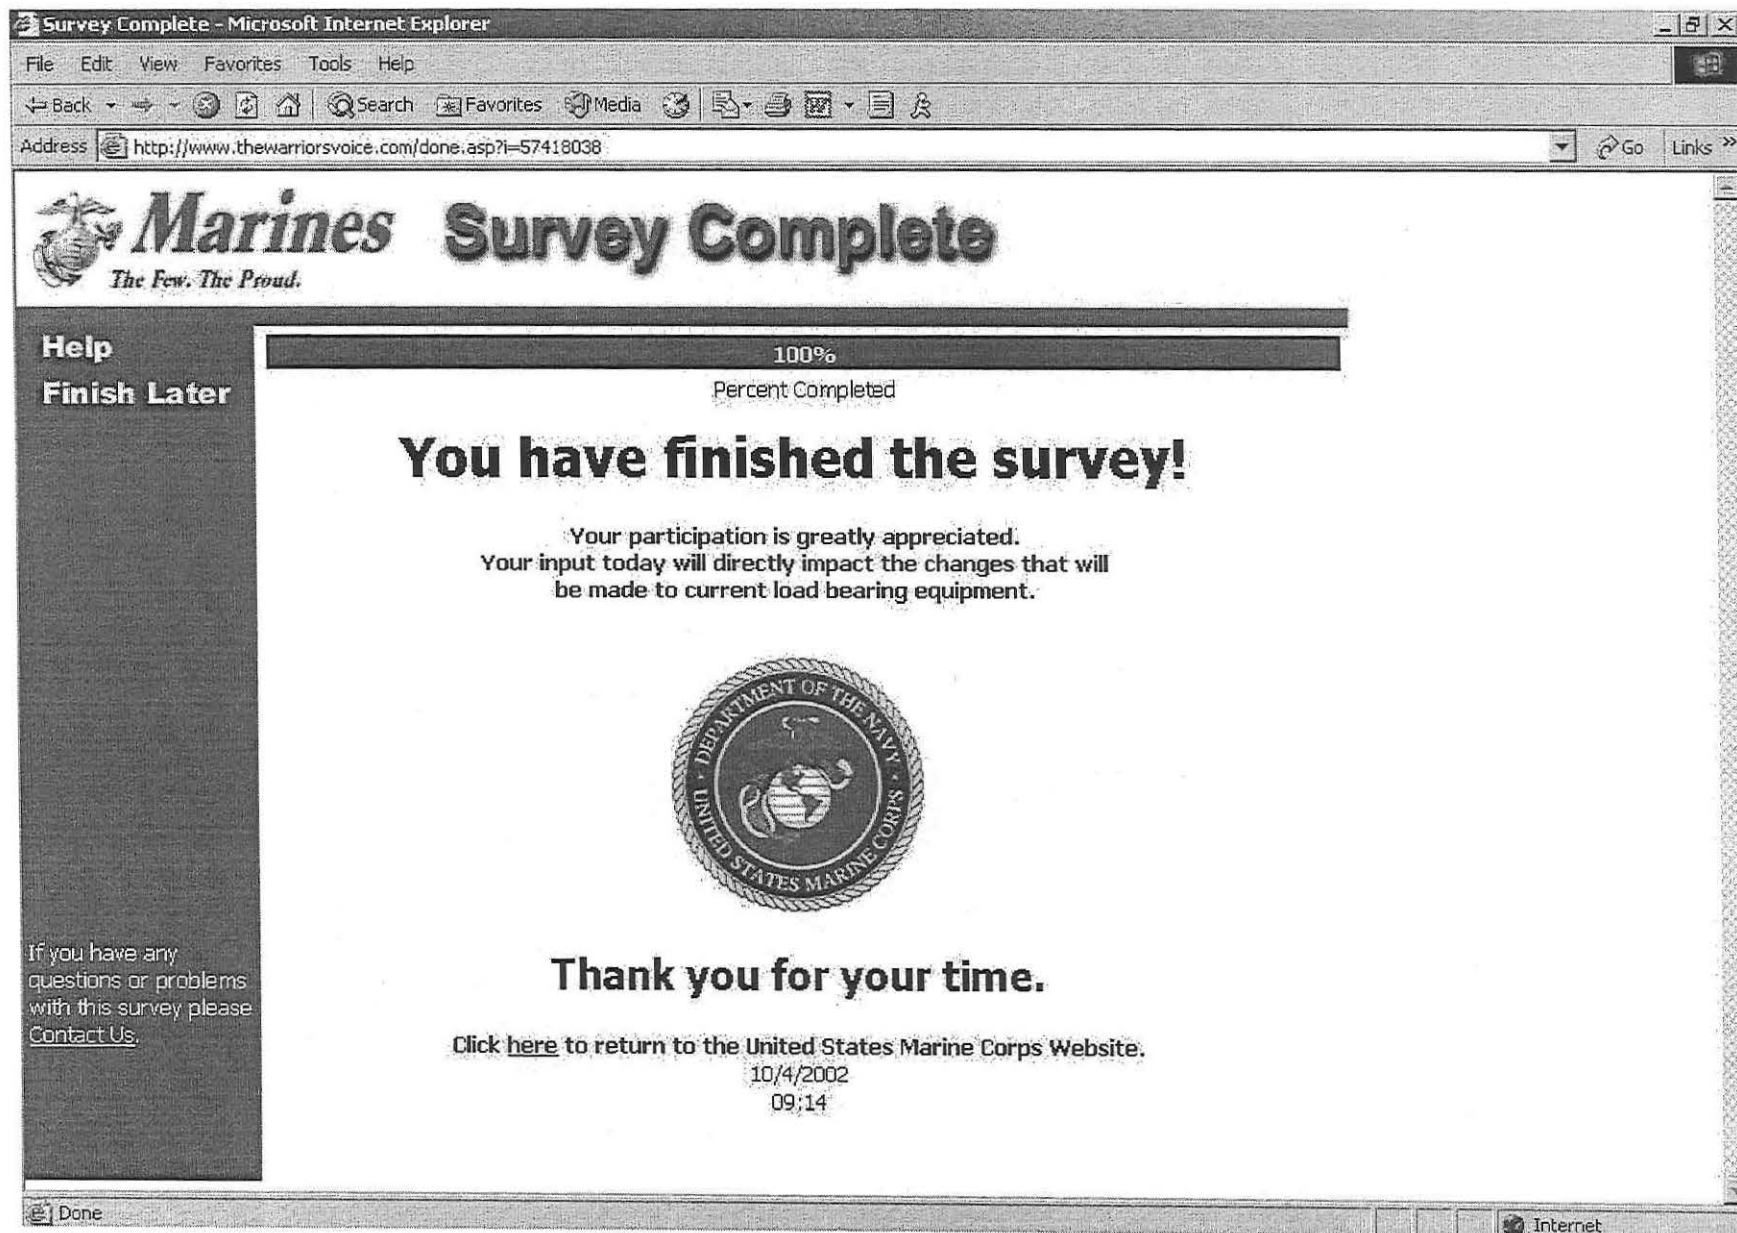 Survey Complete - Microsoft Internet Explorer
File Edit View Favorites Tools Help
Back Search Favorites Media
Address http://www.thewarriorsvoice.com/done.asp?i=57418038 Go Links »
Marines Survey Complete
The Few. The Proud.
Help
Finish Later
100%
Percent Completed
You have finished the survey!
Your participation is greatly appreciated.
Your input today will directly impact the changes that will
be made to current load bearing equipment.
DEPARTMENT OF THE NAVY
UNITED STATES MARINE CORPS
If you have any
questions or problems
with this survey please
Contact Us.
Thank you for your time.
Click here to return to the United States Marine Corps Website.
10/4/2002
09:14
Done Internet